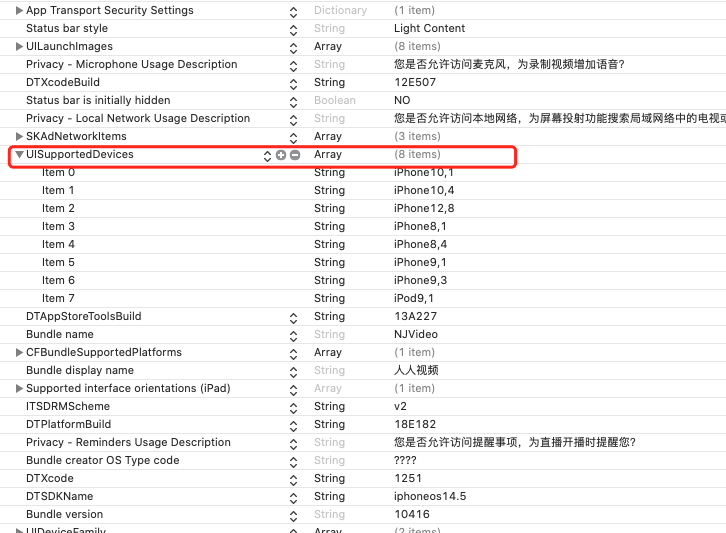 App Transport Security Settings Dictionary (1 item)
Status bar style String Light Content
UILaunchImages Array (8 items)
Privacy - Microphone Usage Description String 您是否允许访问麦克风，为录制视频增加语音?
DTXcodeBuild String 12E507
Status bar is initially hidden Boolean NO
Privacy - Local Network Usage Description String 您是否允许访问本地网络，为屏幕投射功能搜索局域网络中的电视或
SKAdNetworkItems Array (3 items)
UISupportedDevices Array (8 items)
Item 0 String iPhone10,1
Item 1 String iPhone10,4
Item 2 String iPhone12,8
Item 3 String iPhone8,1
Item 4 String iPhone8,4
Item 5 String iPhone9,1
Item 6 String iPhone9,3
Item 7 String iPod9,1
DTAppStoreToolsBuild String 13A227
Bundle name String NJVideo
CFBundleSupportedPlatforms Array (1 item)
Bundle display name String 人人视频
Supported interface orientations (iPad) Array (1 item)
ITSDRMScheme String v2
DTPlatformBuild String 18E182
Privacy - Reminders Usage Description String 您是否允许访问提醒事项，为直播开播时提醒您?
Bundle creator OS Type code String ????
DTXcode String 1251
DTSDKName String iphoneos14.5
Bundle version String 10416
UIDeviceFamily Array (2 items)